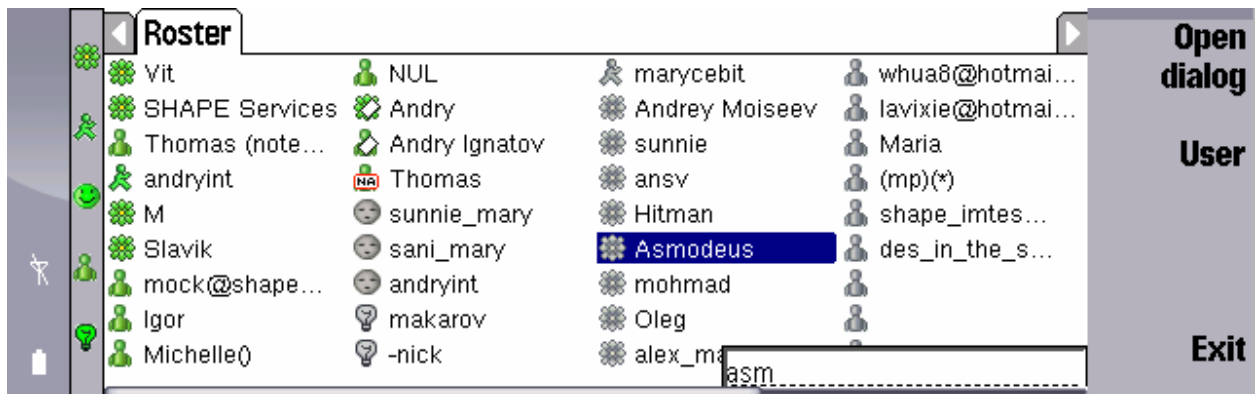 Roster
Vit
SHAPE Services
Thomas (note...
andryint
M
Slavik
mock@shape...
Igor
Michelle()
NUL
Andry
Andry Ignatov
NA Thomas
sunnie_mary
sani_mary
andryint
makarov
-nick
marycebit
Andrey Moiseev
sunnie
ansv
Hitman
Asmodeus
mohmad
Oleg
alex_ma
whua8@hotmai...
lavixie@hotmai...
Maria
(mp)(*)
shape_imtes...
des_in_the_s...
asm
Open
dialog
User
Exit